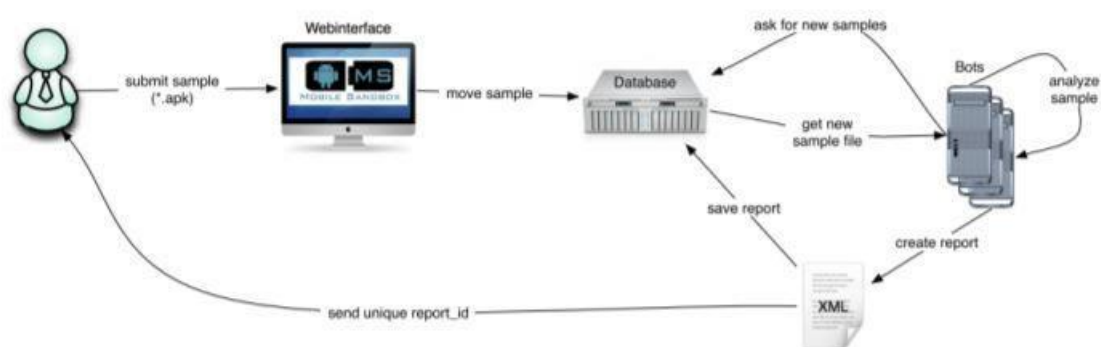 Webinterface
submit sample
(*.apk)
MS
MOBILE SANDBOX
move sample
Database
ask for new samples
get new
sample file
Bots
analyze
sample
save report
create report
XML
send unique report_id